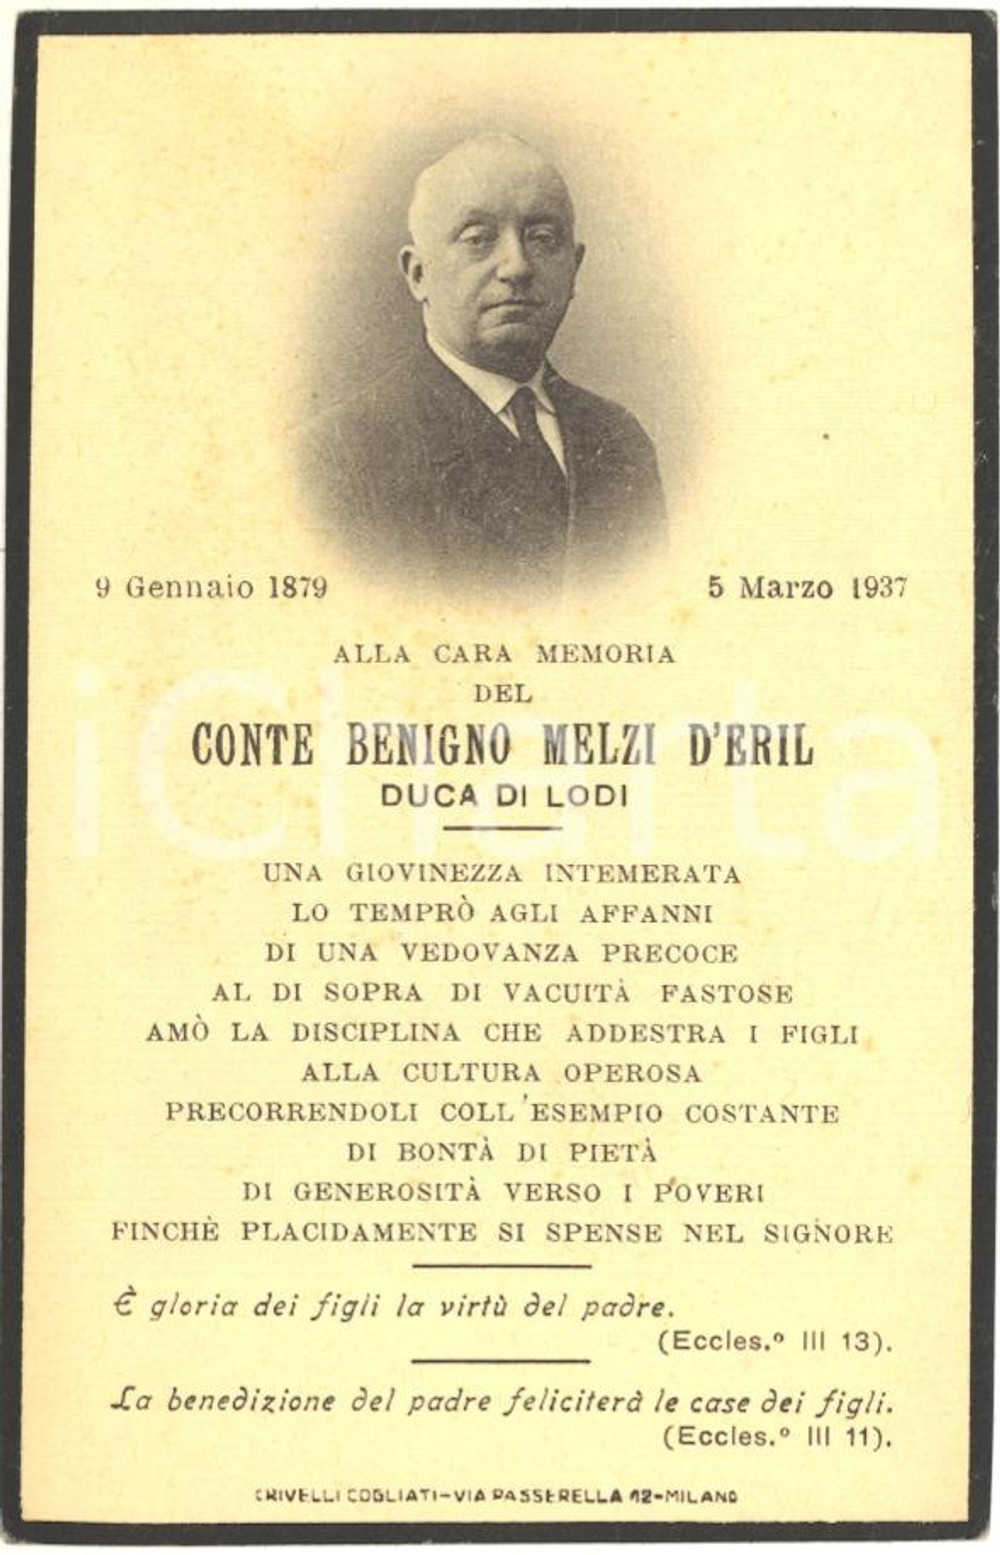 9 Gennaio 1879 5 Marzo 1937
ALLA CARA MEMORIA
DEL
CONTE BENIGNO MELZI D'ERIL
DUCA DI LODI
iCharta
UNA GIOVINEZZA INTEMERATA
LO TEMPRÒ AGLI AFFANNI
DI UNA VEDOVANZA PRECOCE
AL DI SOPRA DI VACUITÀ FASTOSE
AMÒ LA DISCIPLINA CHE ADDESTRA I FIGLI
ALLA CULTURA OPEROSA
PRECORRENDOLI COLL'ESEMPIO COSTANTE
DI BONTÀ DI PIETÀ
DI GENEROSITÀ VERSO I POVERI
FINCHÈ PLACIDAMENTE SI SPENSE NEL SIGNORE
È gloria dei figli la virtù del padre.
(Eccles.º III 13).
La benedizione del padre feliciterà le case dei figli.
(Eccles.º III 11).
CRIVELLI COGLIATI-VIA PASSERELLA 12-MILANO